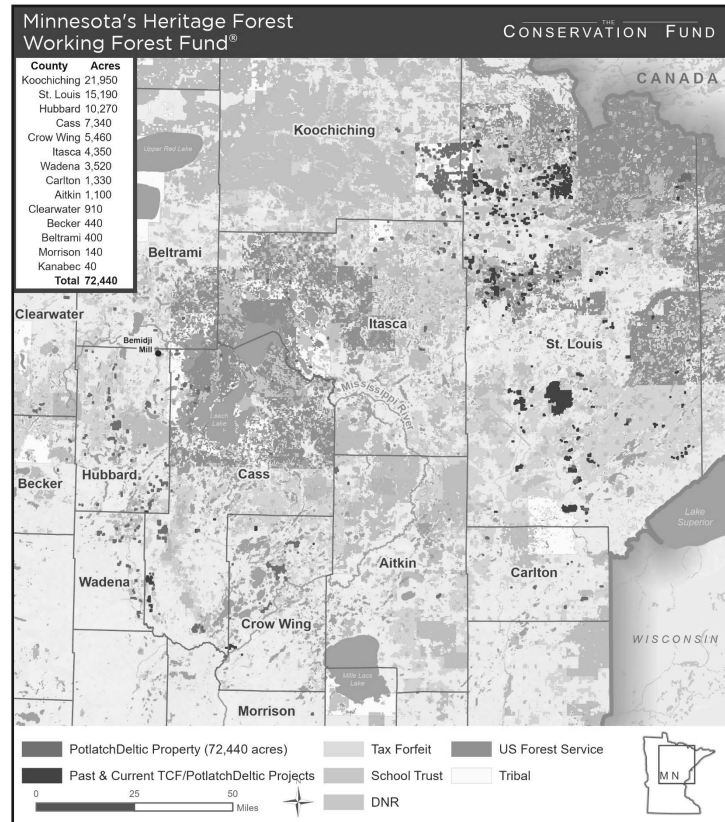 Minnesota's Heritage Forest
Working Forest Fund®
THE
CONSERVATION FUND
County Acres
Koochiching 21,950
St. Louis 15,190
Hubbard 10,270
Cass 7,340
Crow Wing 5,460
Itasca 4,350
Wadena 3,520
Carlton 1,330
Aitkin 1,100
Clearwater 910
Becker 440
Beltrami 400
Morrison 140
Kanabec 40
Total 72,440
CANADA
Koochiching
Upper Red Lake
Beltrami
Clearwater
Itasca
St. Louis
Bemidji
Mill
Mississippi River
Leech
Lake
Becker
Hubbard
Cass
Lake
Superior
Wadena
Aitkin
Carlton
Crow Wing
WISCONSIN
Mille Lacs
Lake
Morrison
PotlatchDeltic Property (72,440 acres)
Tax Forfeit
US Forest Service
Past & Current TCF/PotlatchDeltic Projects
School Trust
Tribal
DNR
0 25 50
Miles
N
MN